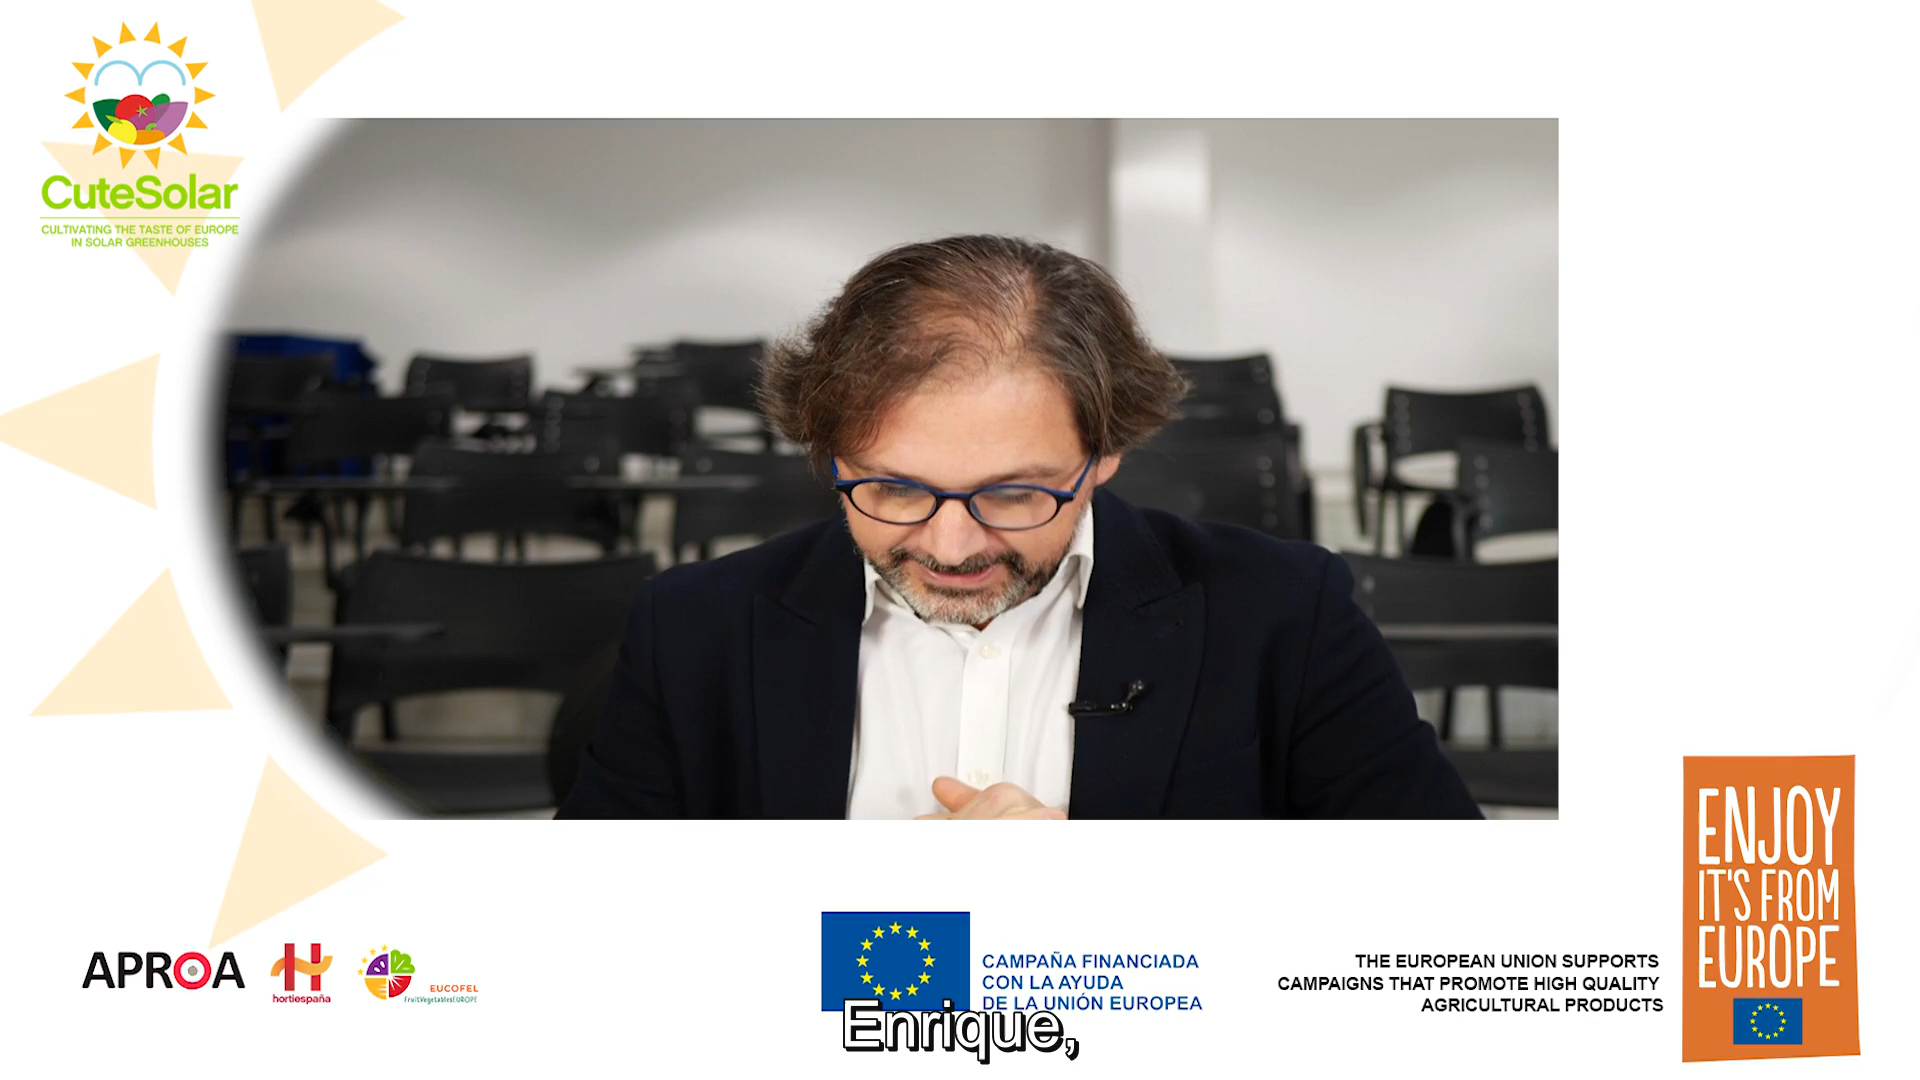 CuteSolar
CULTIVATING THE TASTE OF EUROPE
IN SOLAR GREENHOUSES
APROA
hortiespaña
EUCOFEL
FruitVegetablesEUROPE
CAMPAÑA FINANCIADA
CON LA AYUDA
DE LA UNIÓN EUROPEA
THE EUROPEAN UNION SUPPORTS
CAMPAIGNS THAT PROMOTE HIGH QUALITY
AGRICULTURAL PRODUCTS
ENJOY
IT'S FROM
EUROPE
Enrique,